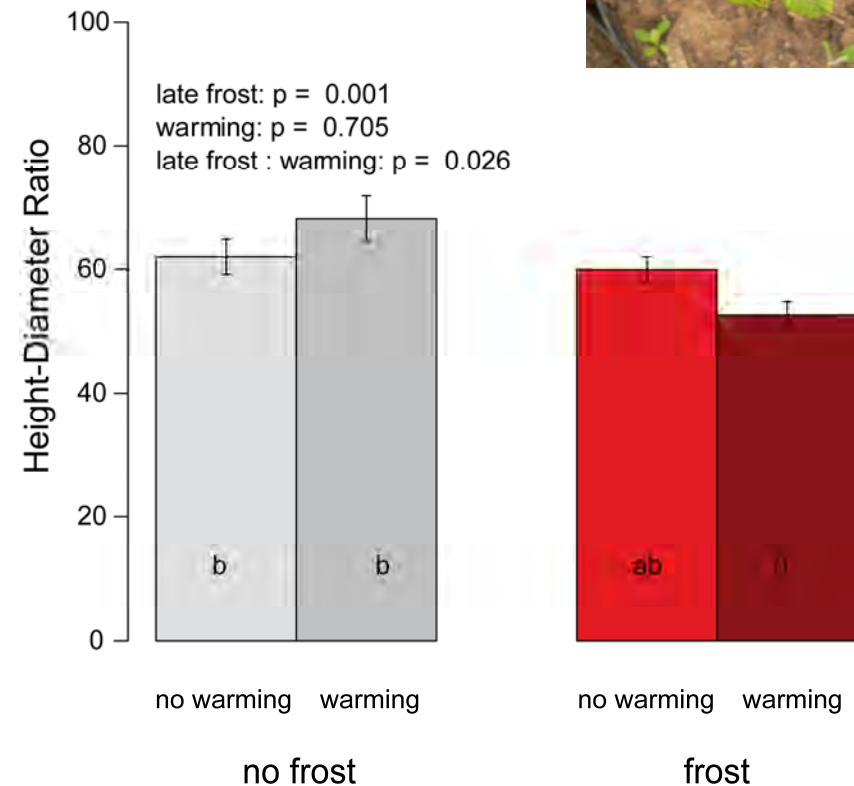 100
80
60
40
20
0
Height-Diameter Ratio
late frost: p = 0.001
warming: p = 0.705
late frost : warming: p = 0.026
b
b
ab
no warming
warming
no warming
warming
no frost
frost